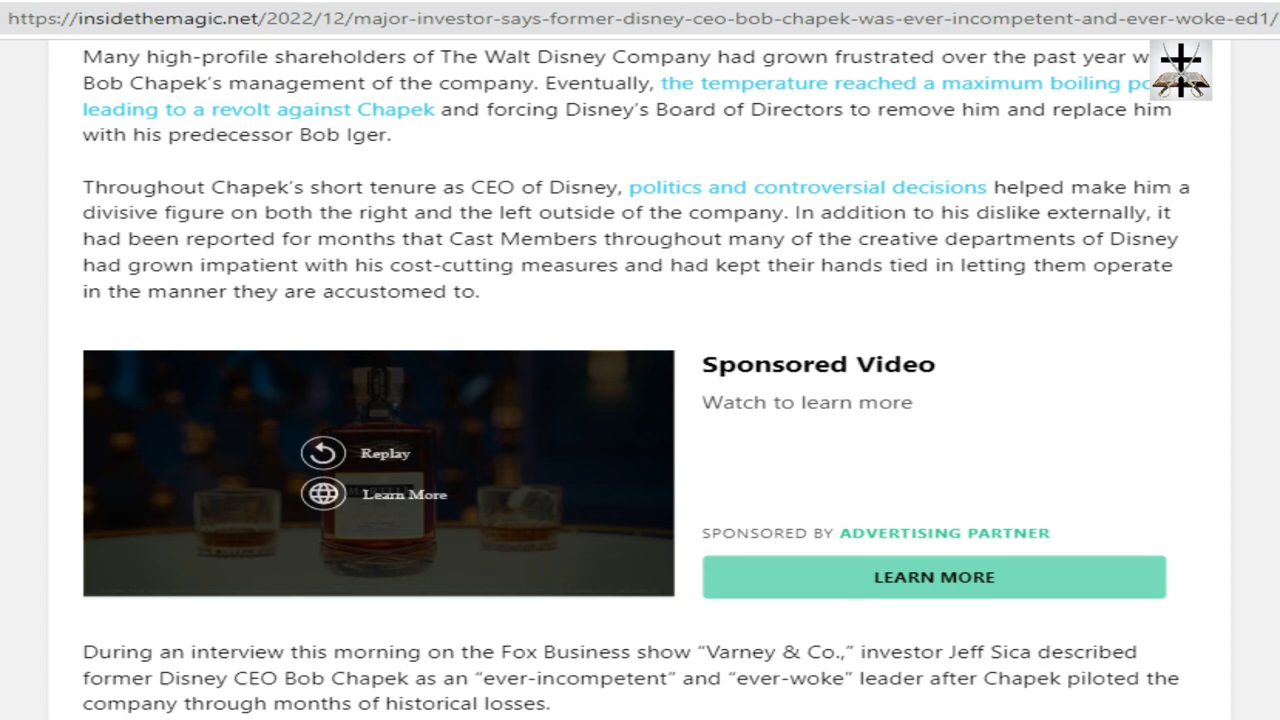 https://insidethemagic.net/2022/12/major-investor-says-former-disney-ceo-bob-chapek-was-ever-incompetent-and-ever-woke-ed1/
Many high-profile shareholders of The Walt Disney Company had grown frustrated over the past year
Bob Chapek's management of the company. Eventually, the temperature reached a maximum boiling
leading to a revolt against Chapek and forcing Disney's Board of Directors to remove him and replace him
with his predecessor Bob Iger.
Throughout Chapek's short tenure as CEO of Disney, politics and controversial decisions helped make him a
divisive figure on both the right and the left outside of the company. In addition to his dislike externally, it
had been reported for months that Cast Members throughout many of the creative departments of Disney
had grown impatient with his cost-cutting measures and had kept their hands tied in letting them operate
in the manner they are accustomed to.
Sponsored Video
Watch to learn more
Replay
Learn More
SPONSORED BY ADVERTISING PARTNER
LEARN MORE
During an interview this morning on the Fox Business show "Varney & Co.," investor Jeff Sica described
former Disney CEO Bob Chapek as an "ever-incompetent" and "ever-woke" leader after Chapek piloted the
company through months of historical losses.